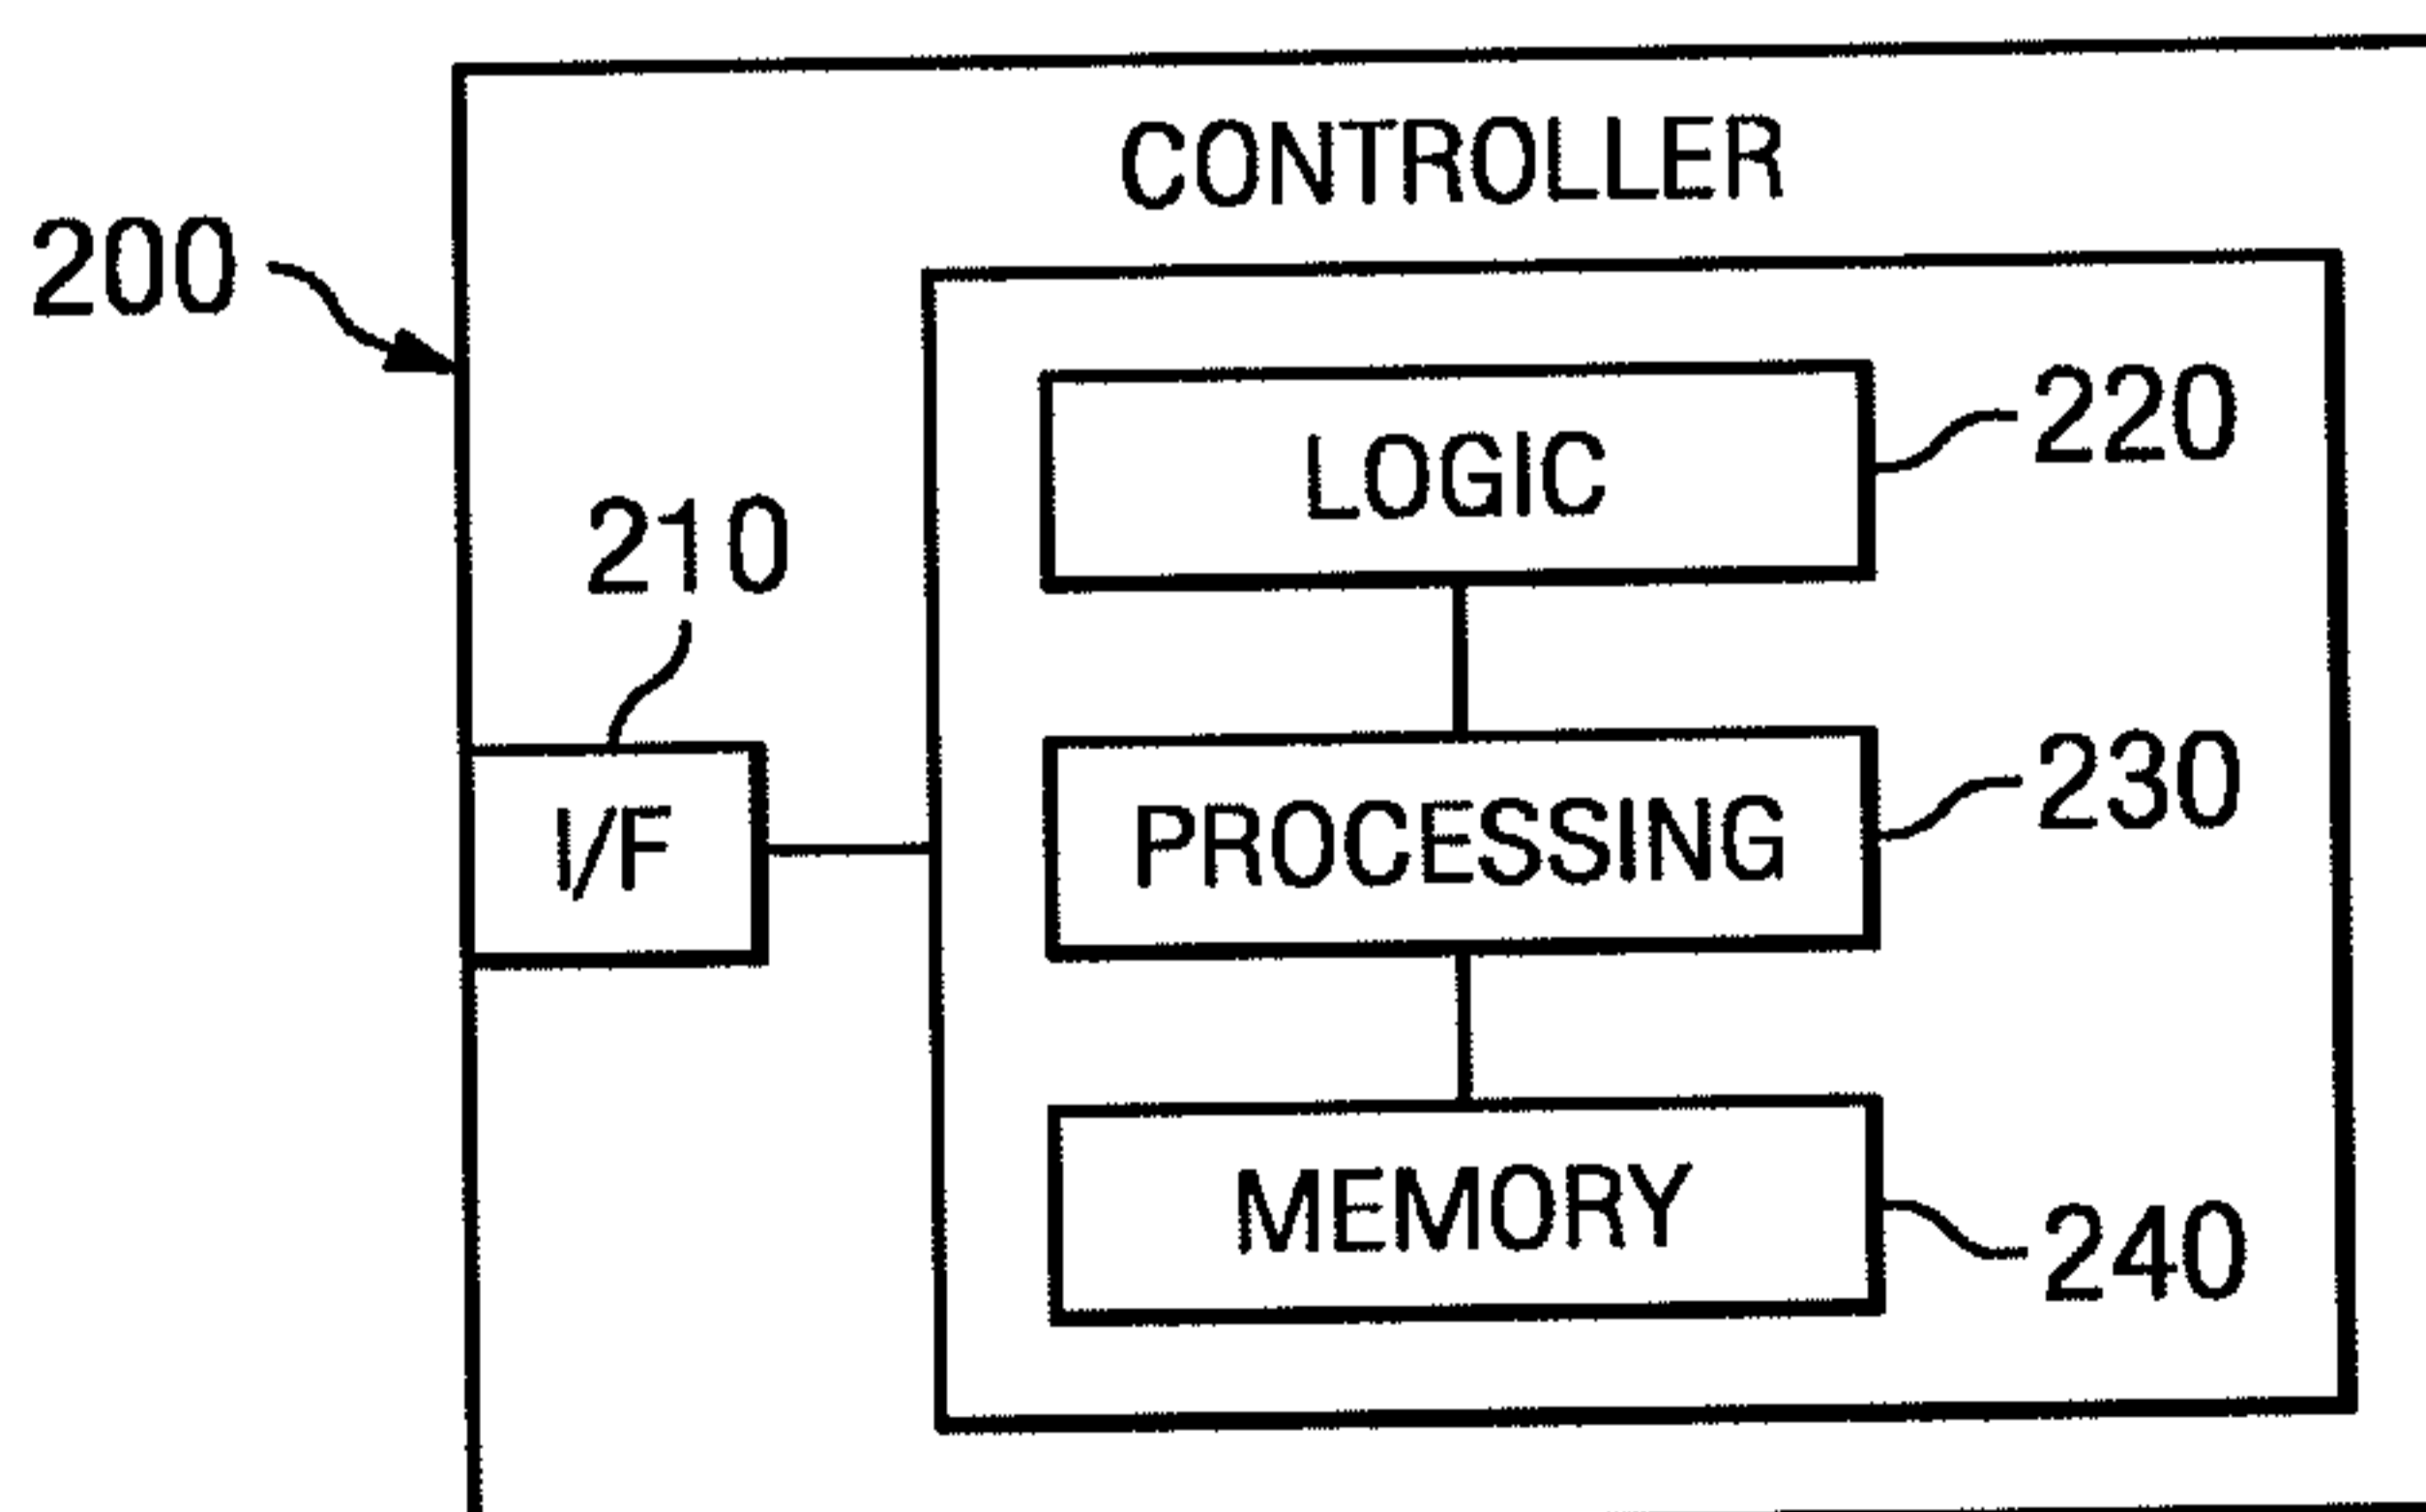 CONTROLLER
200
LOGIC
220
210
I/F
PROCESSING
230
MEMORY
240